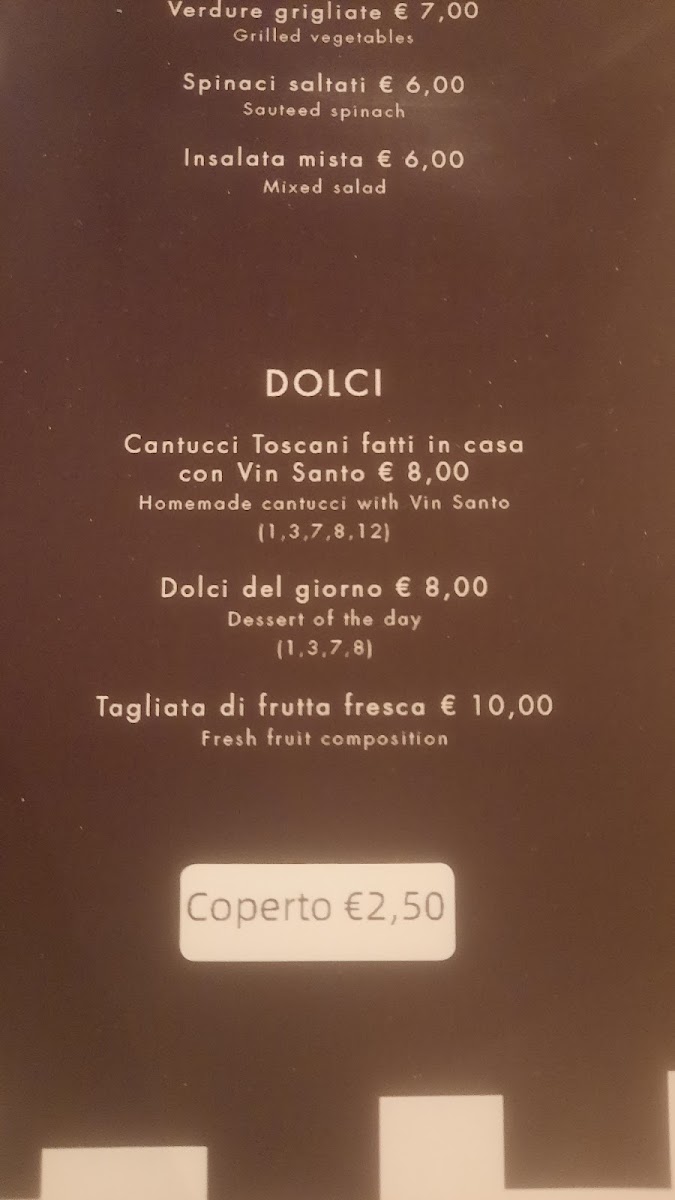 Verdure grigliate € 7,00
Grilled vegetables
Spinaci saltati € 6,00
Sauteed spinach
Insalata mista € 6,00
Mixed salad
DOLCI
Cantucci Toscani fatti in casa
con Vin Santo € 8,00
Homemade cantucci with Vin Santo
(1,3,7,8,12)
Dolci del giorno € 8,00
Dessert of the day
(1,3,7,8)
Tagliata di frutta fresca € 10,00
Fresh fruit composition
Coperto €2,50